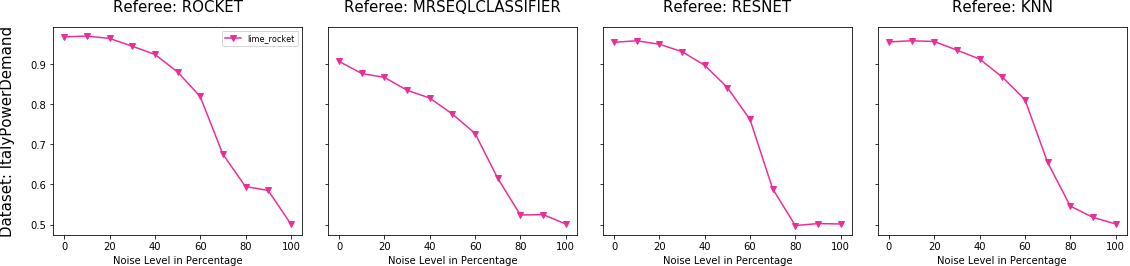 Referee: ROCKET
Referee: MRSEQLCLASSIFIER
Referee: RESNET
Referee: KNN
Dataset: ItalyPowerDemand
lime_rocket
0.9
0.8
0.7
0.6
0.5
0 20 40 60 80 100
0 20 40 60 80 100
0 20 40 60 80 100
0 20 40 60 80 100
Noise Level in Percentage
Noise Level in Percentage
Noise Level in Percentage
Noise Level in Percentage